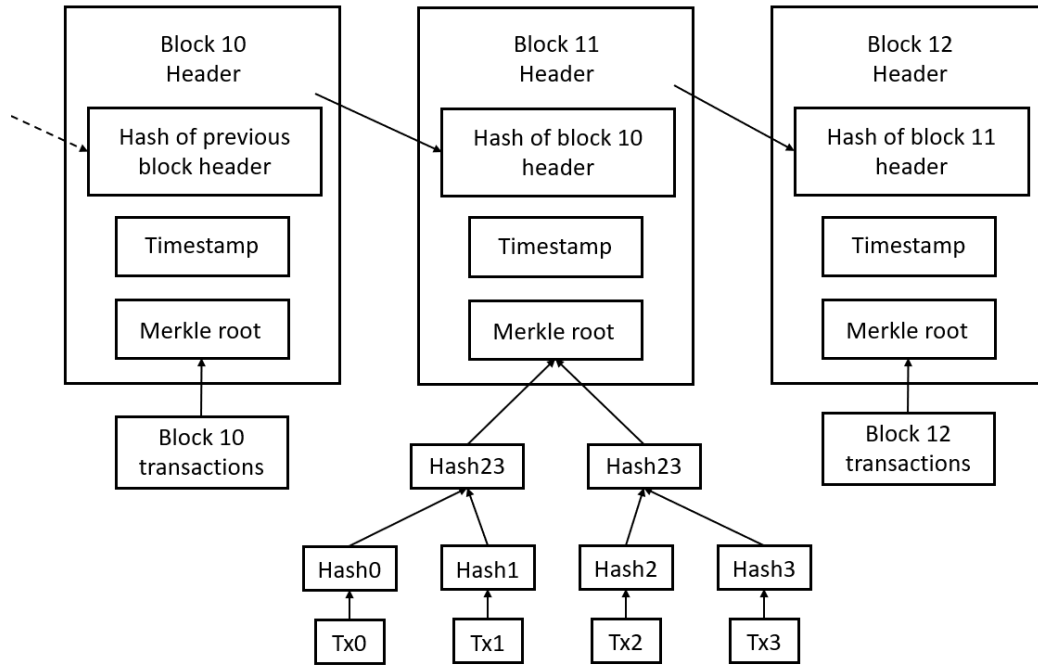 Block 10
Header
Block 11
Header
Block 12
Header
Hash of previous
block header
Hash of block 10
header
Hash of block 11
header
Timestamp
Timestamp
Timestamp
Merkle root
Merkle root
Merkle root
Block 10
transactions
Block 12
transactions
Hash23
Hash23
Hash0
Hash1
Hash2
Hash3
Tx0
Tx1
Tx2
Tx3